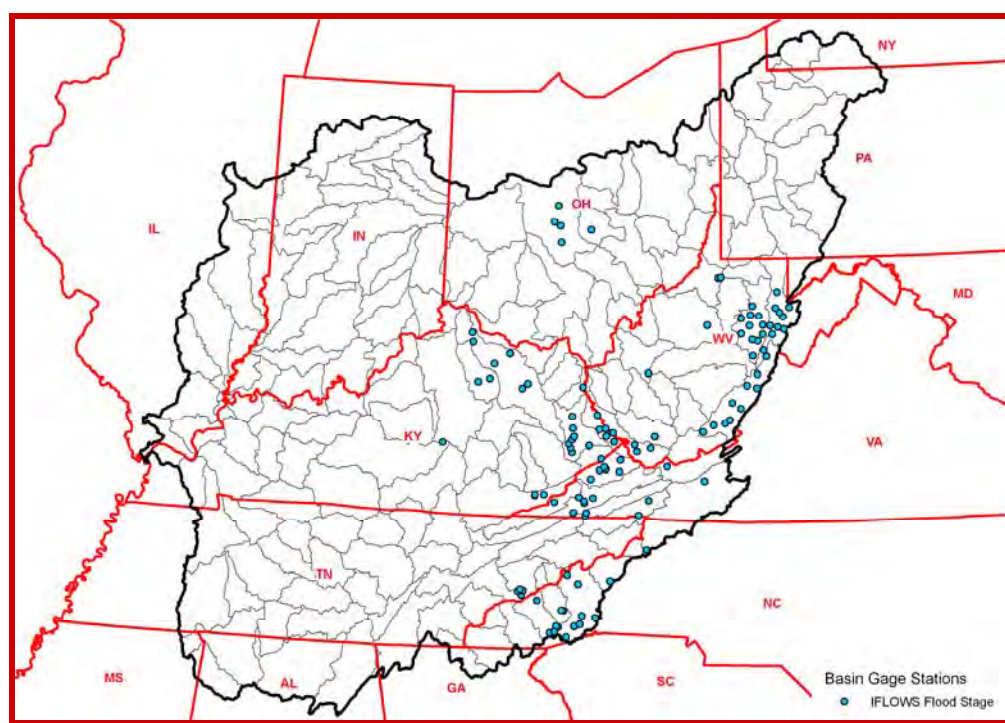 NY
PA
OH
IL
IN
MD
WV
KY
VA
TN
NC
MS
AL
GA
SC
Basin Gage Stations
IFLOWS Flood Stage